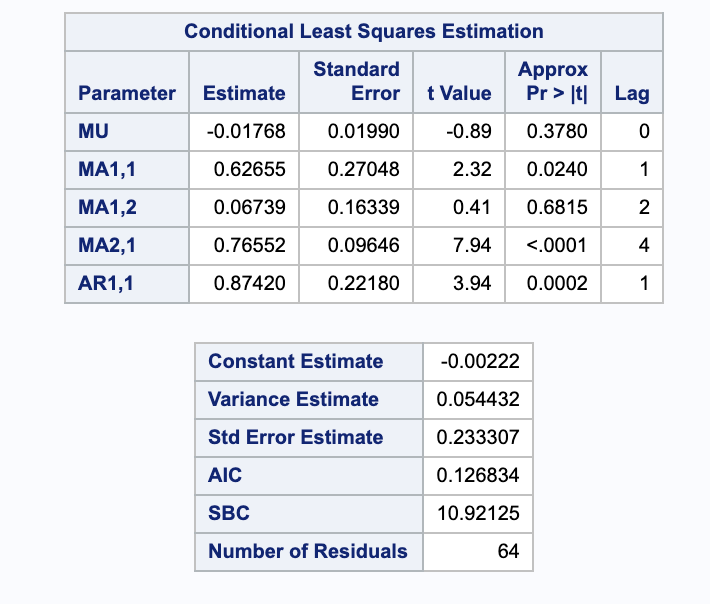 Conditional Least Squares Estimation
Parameter Estimate Standard Error t Value Approx Pr > |t| Lag
MU -0.01768 0.01990 -0.89 0.3780 0
MA1,1 0.62655 0.27048 2.32 0.0240 1
MA1,2 0.06739 0.16339 0.41 0.6815 2
MA2,1 0.76552 0.09646 7.94 <.0001 4
AR1,1 0.87420 0.22180 3.94 0.0002 1
Constant Estimate -0.00222
Variance Estimate 0.054432
Std Error Estimate 0.233307
AIC 0.126834
SBC 10.92125
Number of Residuals 64